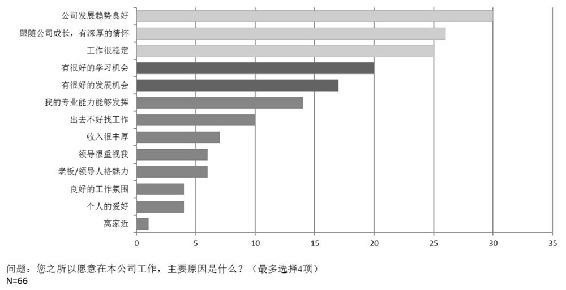 公司发展趋势良好
跟随公司成长，有深厚的情怀
工作很稳定
有很好的学习机会
有很好的发展机会
我的专业能力能够发挥
出去不好找工作
收入很丰厚
领导很重视我
老板/领导人格魅力
良好的工作氛围
个人的爱好
离家近
0 5 10 15 20 25 30 35
问题：您之所以愿意在本公司工作，主要原因是什么？（最多选择4项）
N=66